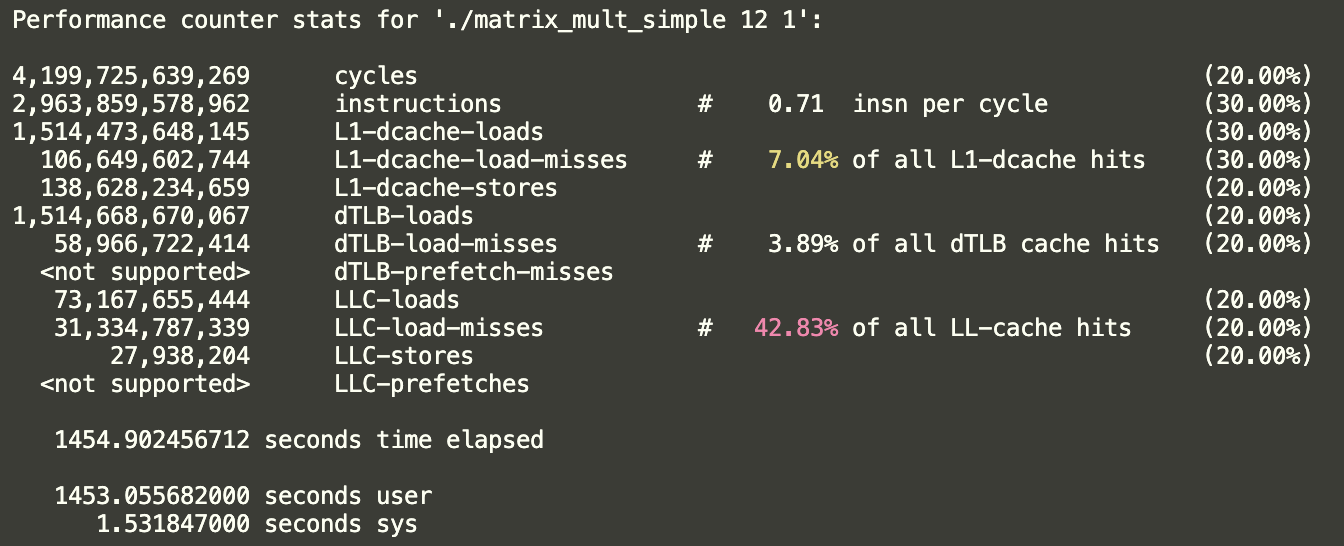 Performance counter stats for './matrix_mult_simple 12 1':
4,199,725,639,269 cycles (20.00%)
2,963,859,578,962 instructions # 0.71 insn per cycle (30.00%)
1,514,473,648,145 L1-dcache-loads (30.00%)
106,649,602,744 L1-dcache-load-misses # 7.04% of all L1-dcache hits (30.00%)
138,628,234,659 L1-dcache-stores (20.00%)
1,514,668,670,067 dTLB-loads (20.00%)
58,966,722,414 dTLB-load-misses # 3.89% of all dTLB cache hits (20.00%)
<not supported> dTLB-prefetch-misses
73,167,655,444 LLC-loads (20.00%)
31,334,787,339 LLC-load-misses # 42.83% of all LL-cache hits (20.00%)
27,938,204 LLC-stores (20.00%)
<not supported> LLC-prefetches
1454.902456712 seconds time elapsed
1453.055682000 seconds user
1.531847000 seconds sys